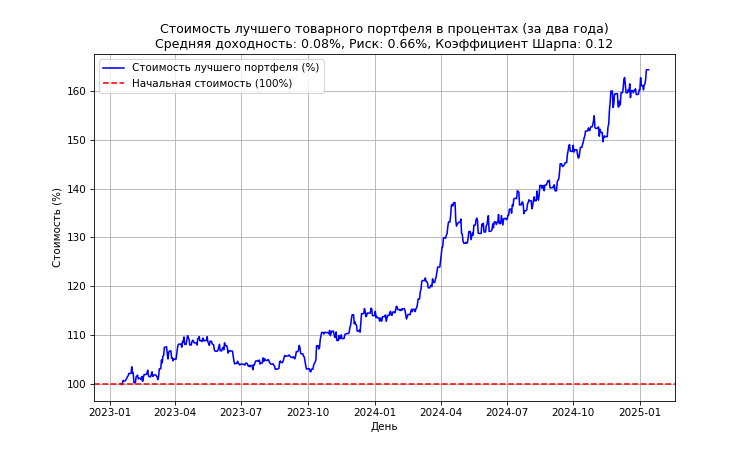 Стоимость лучшего товарного портфеля в процентах (за два года)
Средняя доходность: 0.08%, Риск: 0.66%, Коэффициент Шарпа: 0.12
Стоимость лучшего портфеля (%)
Начальная стоимость (100%)
Стоимость (%)
160
150
140
130
120
110
100
2023-01 2023-04 2023-07 2023-10 2024-01 2024-04 2024-07 2024-10 2025-01
День